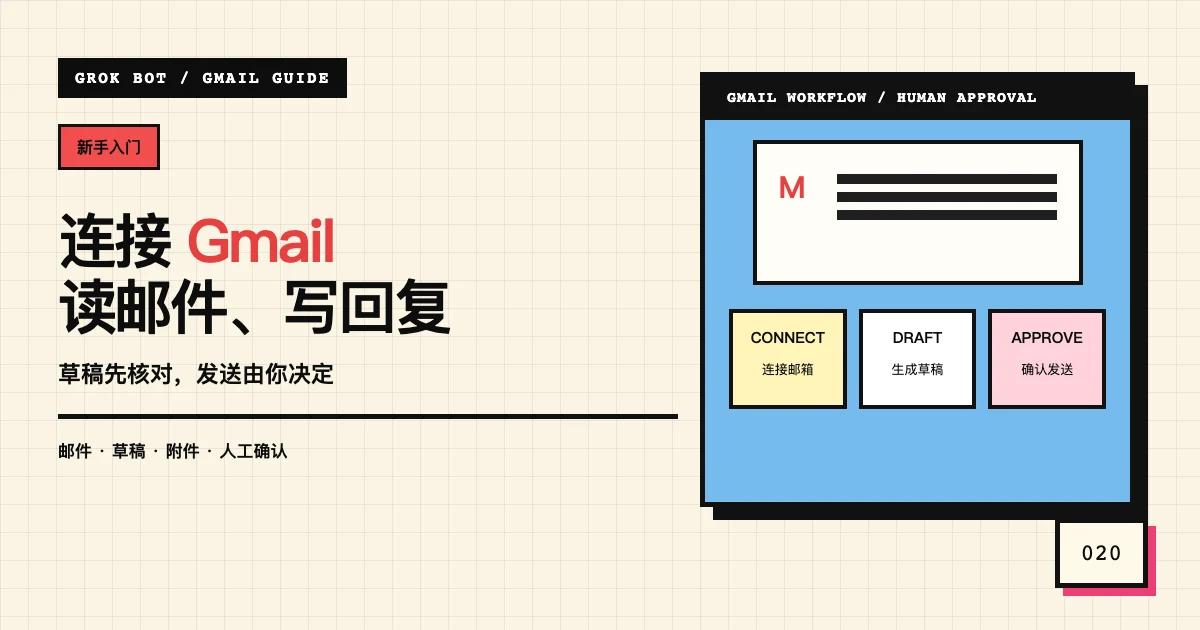 GROK BOT / GMAIL GUIDE
新手入门
连接 Gmail
读邮件、写回复
草稿先核对，发送由你决定
邮件 · 草稿 · 附件 · 人工确认
GMAIL WORKFLOW / HUMAN APPROVAL
M
CONNECT
连接邮箱
DRAFT
生成草稿
APPROVE
确认发送
020